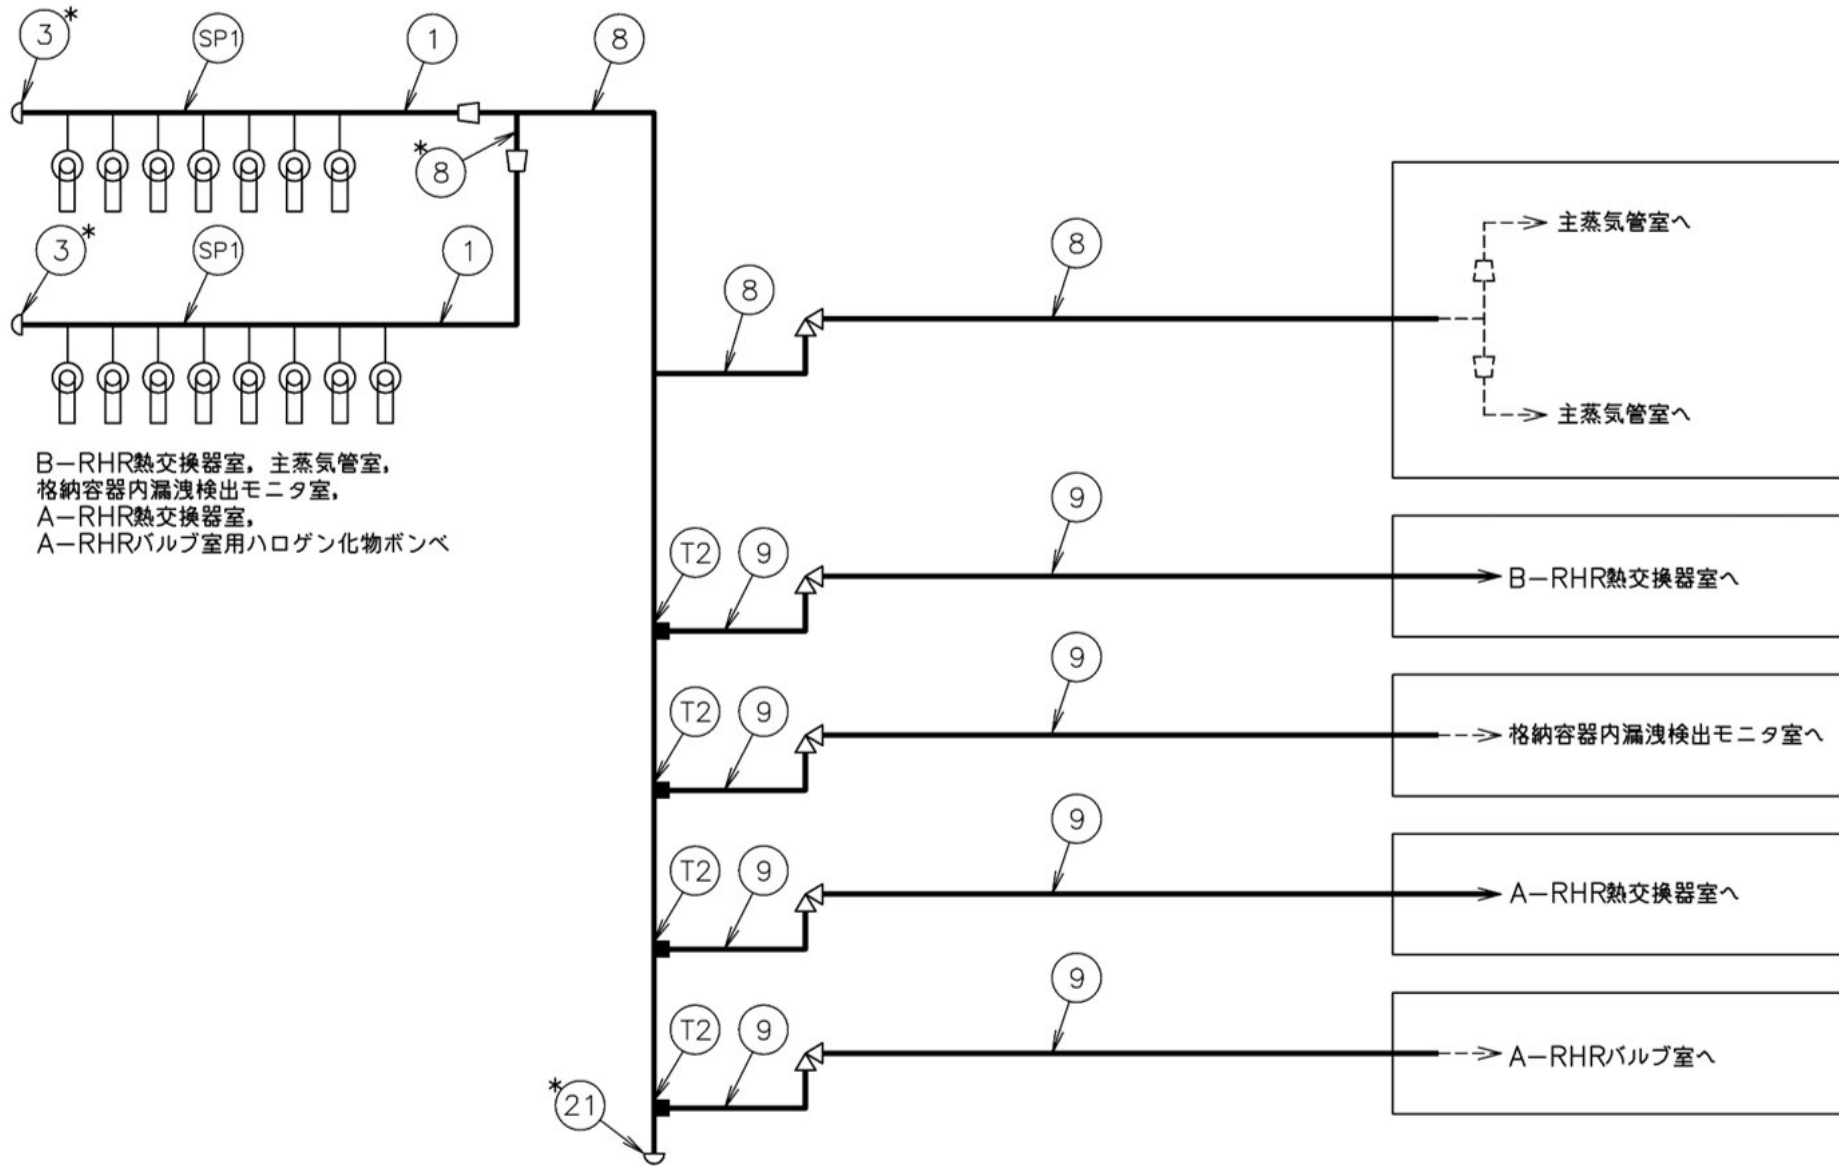 3*
SP1
1
8
*8
3*
SP1
1
8
8
主蒸気管室へ
主蒸気管室へ
B－RHR熱交換器室，主蒸気管室，
格納容器内漏洩検出モニタ室，
A－RHR熱交換器室，
A－RHRバルブ室用ハロゲン化物ボンベ
9
T2
9
B－RHR熱交換器室へ
9
T2
9
格納容器内漏洩検出モニタ室へ
9
T2
9
A－RHR熱交換器室へ
9
T2
9
A－RHRバルブ室へ
*21